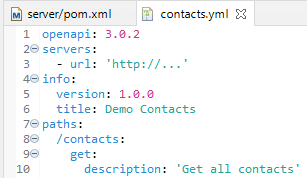 server/pom.xml contacts.yml
1 openapi: 3.0.2
2 servers:
3 - url: 'http://...'
4 info:
5 version: 1.0.0
6 title: Demo Contacts
7 paths:
8 /contacts:
9 get:
10 description: 'Get all contacts'